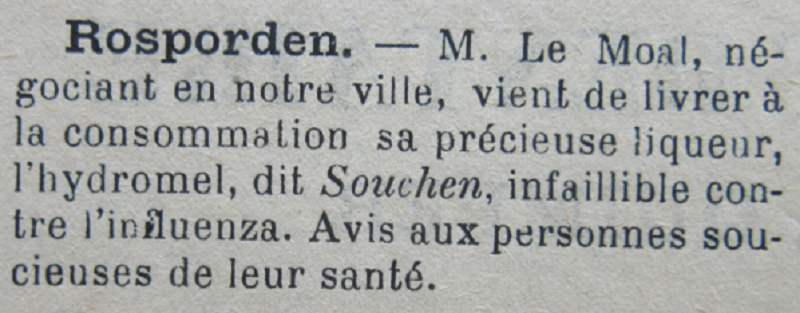 Rosporden. — M. Le Moal, né-
gociant en notre ville, vient de livrer à
la consommation sa précieuse liqueur,
l'hydromel, dit Souchen, infaillible con-
tre l'influenza. Avis aux personnes sou-
cieuses de leur santé.